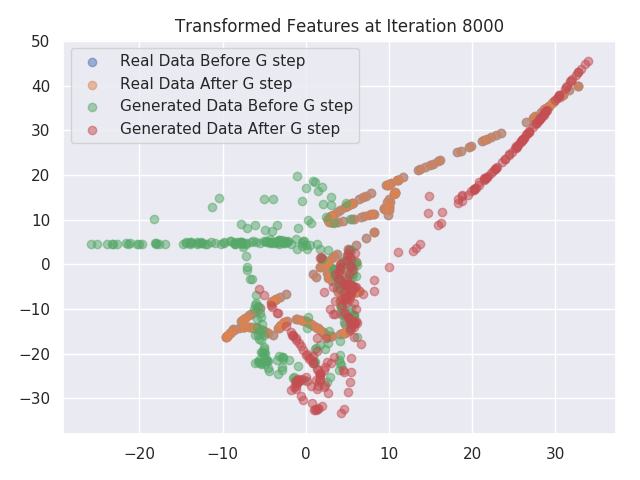 Transformed Features at Iteration 8000
50
40
30
20
10
0
−10
−20
−30
Real Data Before G step
Real Data After G step
Generated Data Before G step
Generated Data After G step
−20 −10 0 10 20 30